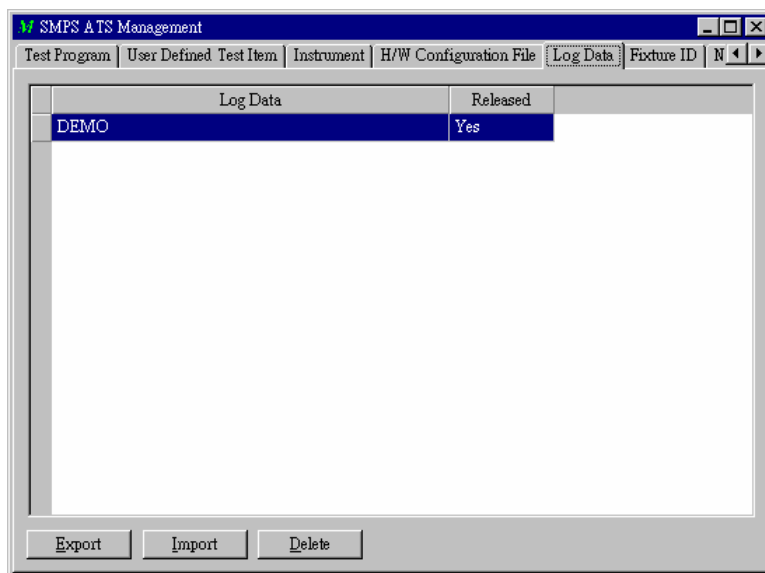 M SMPS ATS Management
Test Program User Defined Test Item Instrument H/W Configuration File Log Data Fixture ID N
Log Data Released
DEMO Yes
Export Import Delete